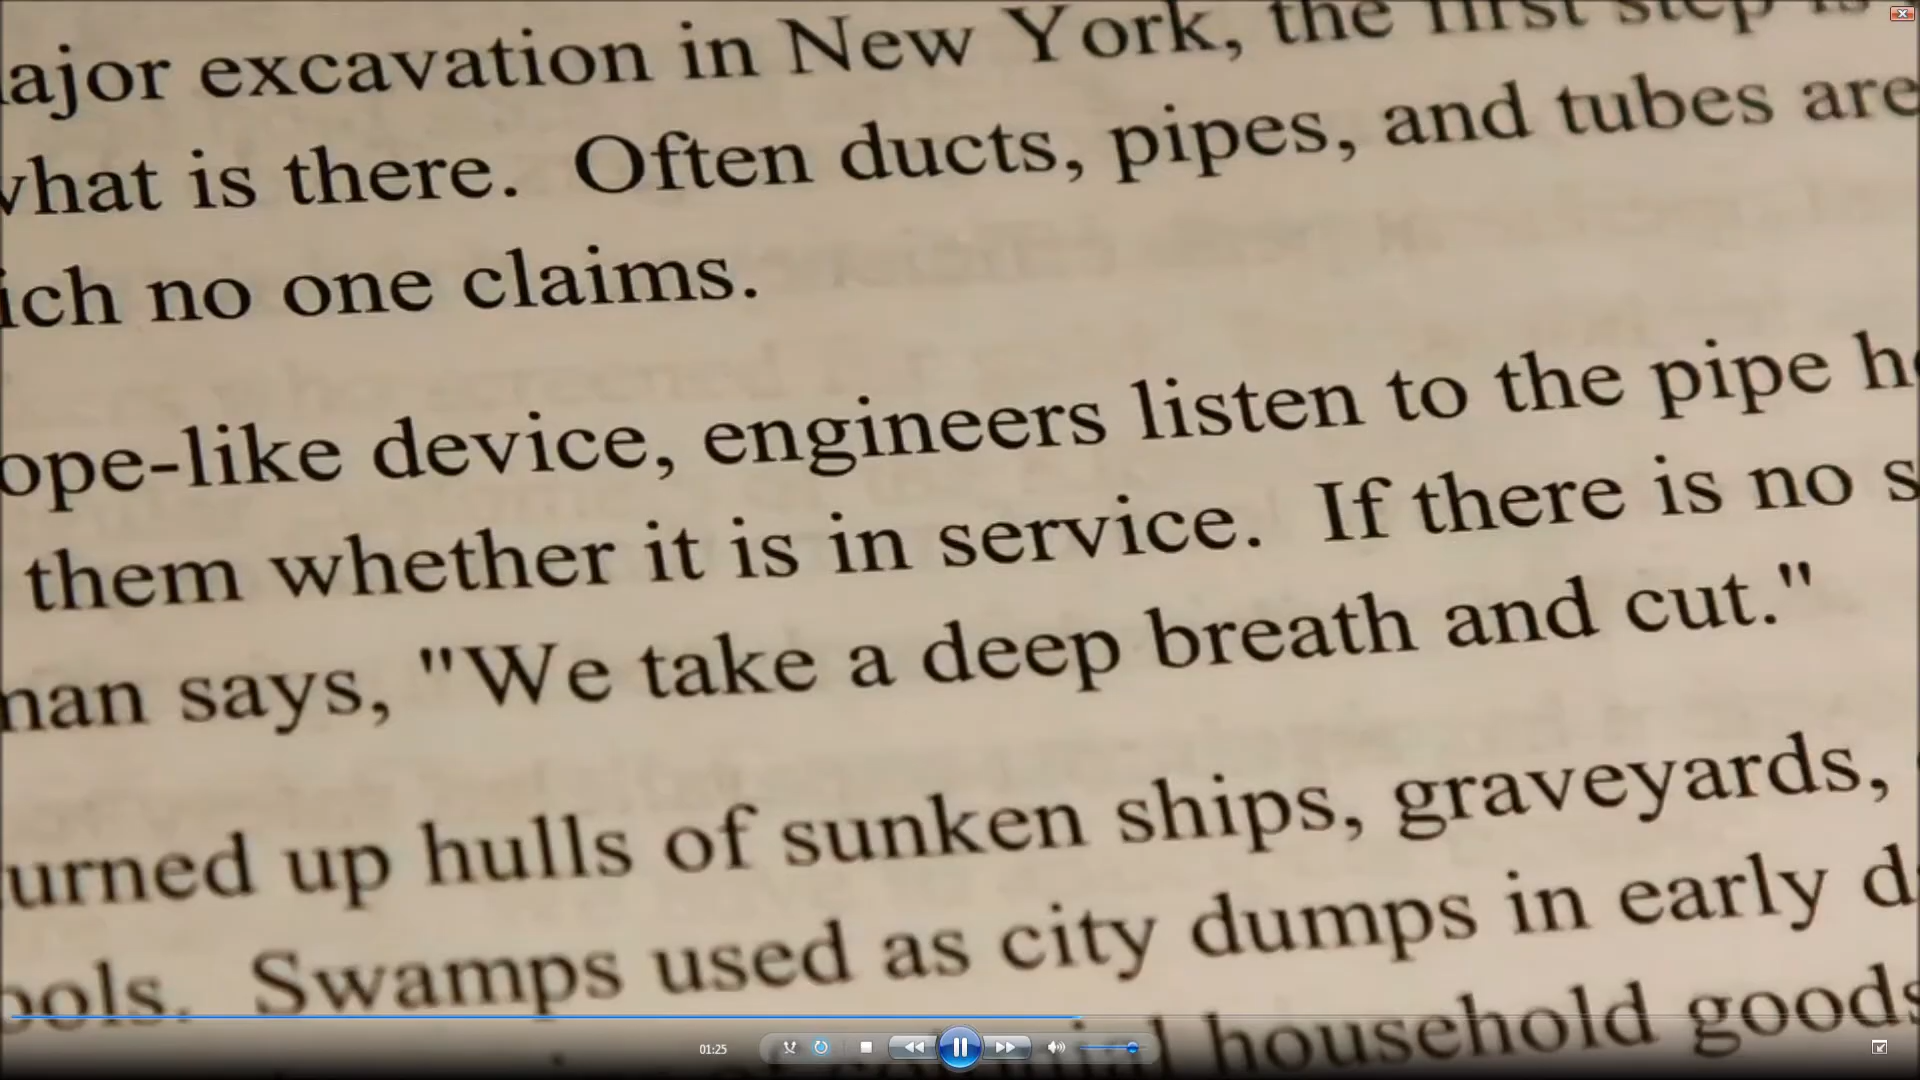 ajor excavation in New York, the first step is
what is there. Often ducts, pipes, and tubes are
ich no one claims.
ope-like device, engineers listen to the pipe h
them whether it is in service. If there is no s
man says, "We take a deep breath and cut."
urned up hulls of sunken ships, graveyards,
ools. Swamps used as city dumps in early d
household goods
01:25